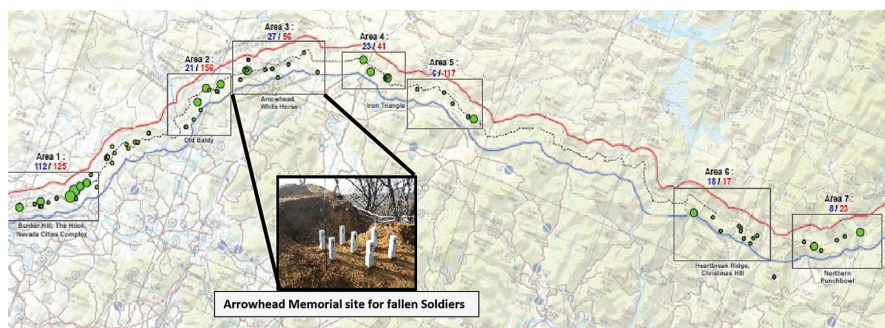 Area 1 :
112 / 125
Bunker Hill, The Hook,
Nevada Cities Complex
Area 2 :
21 / 156
Old Baldy
Area 3 :
27 / 56
Arrowhead,
White Horse
Area 4 :
23 / 41
Iron Triangle
Area 5 :
6 / 117
Area 6 :
18 / 17
Heartbreak Ridge,
Christmas Hill
Area 7 :
8 / 23
Northern
Punchbowl
Arrowhead Memorial site for fallen Soldiers